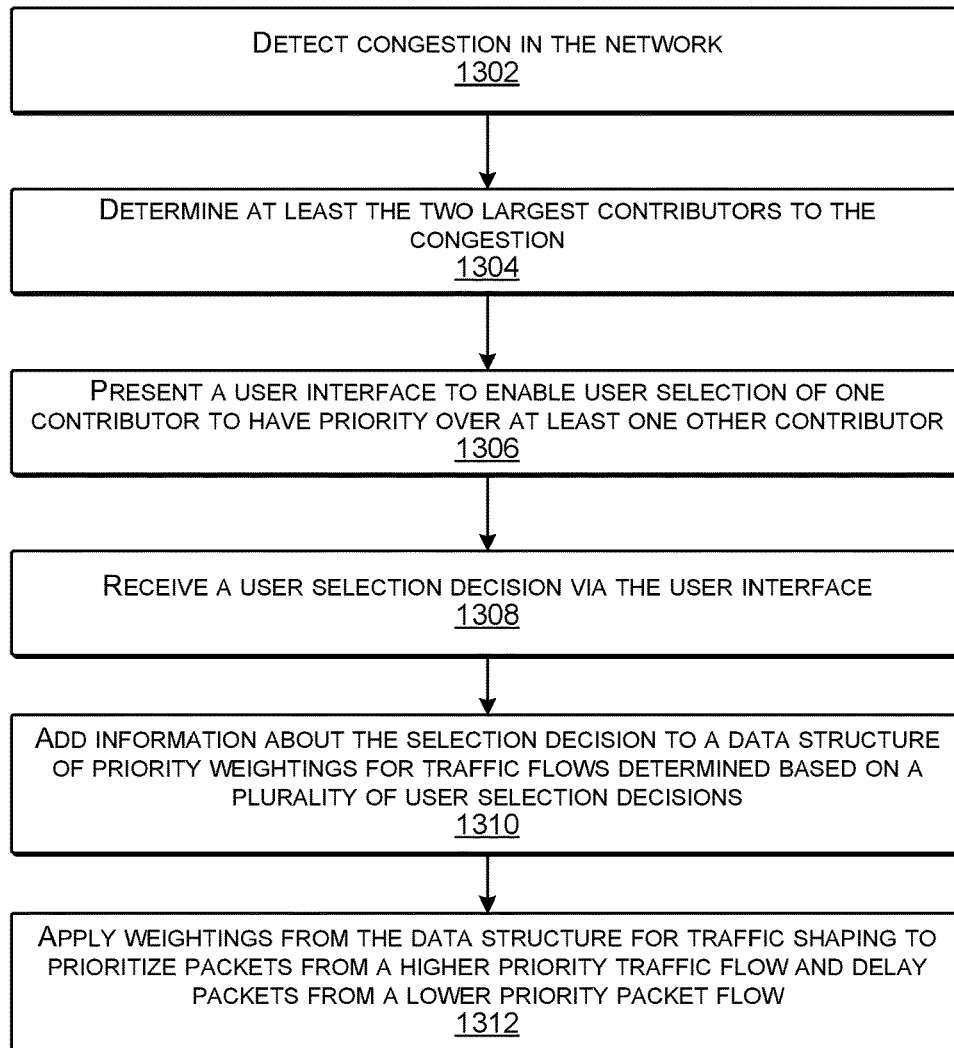 DETECT CONGESTION IN THE NETWORK
1302
DETERMINE AT LEAST THE TWO LARGEST CONTRIBUTORS TO THE
CONGESTION
1304
PRESENT A USER INTERFACE TO ENABLE USER SELECTION OF ONE
CONTRIBUTOR TO HAVE PRIORITY OVER AT LEAST ONE OTHER CONTRIBUTOR
1306
RECEIVE A USER SELECTION DECISION VIA THE USER INTERFACE
1308
ADD INFORMATION ABOUT THE SELECTION DECISION TO A DATA STRUCTURE
OF PRIORITY WEIGHTINGS FOR TRAFFIC FLOWS DETERMINED BASED ON A
PLURALITY OF USER SELECTION DECISIONS
1310
APPLY WEIGHTINGS FROM THE DATA STRUCTURE FOR TRAFFIC SHAPING TO
PRIORITIZE PACKETS FROM A HIGHER PRIORITY TRAFFIC FLOW AND DELAY
PACKETS FROM A LOWER PRIORITY PACKET FLOW
1312